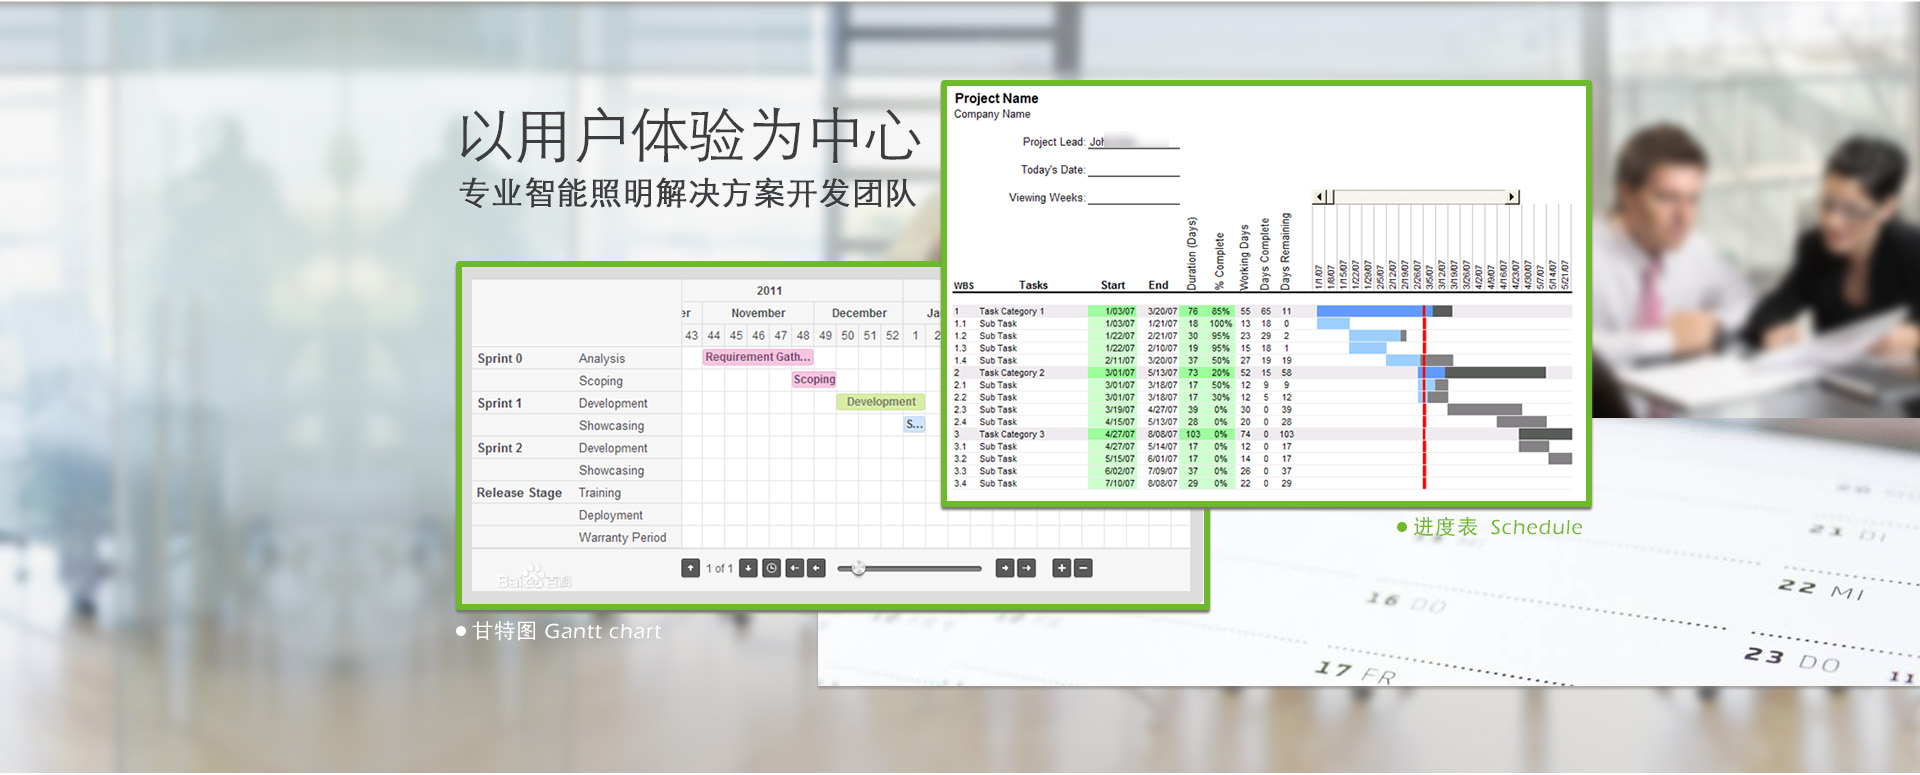 以用户体验为中心
专业智能照明解决方案开发团队
2011
er November December Ja
43 44 45 46 47 48 49 50 51 52 1 2
Sprint 0 Analysis Requirement Gath...
Scoping Scoping
Sprint 1 Development Development
Showcasing S...
Sprint 2 Development
Showcasing
Release Stage Training
Deployment
Warranty Period
1 of 1
Bai百科
甘特图 Gantt chart
Project Name
Company Name
Project Lead: Joh
Today's Date:
Viewing Weeks:
WBS Tasks Start End Duration (Days) % Complete Working Days Days Complete Days Remaining 1/1/07 1/8/07 1/15/07 1/22/07 1/29/07 2/5/07 2/12/07 2/19/07 2/26/07 3/5/07 3/12/07 3/19/07 3/26/07 4/2/07 4/9/07 4/16/07 4/23/07 4/30/07 5/7/07 5/14/07 5/21/07
1 Task Category 1 1/03/07 3/20/07 76 85% 55 65 11
1.1 Sub Task 1/03/07 1/21/07 18 100% 13 18 0
1.2 Sub Task 1/22/07 2/21/07 30 95% 23 29 2
1.3 Sub Task 1/22/07 2/10/07 19 95% 15 18 1
1.4 Sub Task 2/11/07 3/20/07 37 50% 27 19 19
2 Task Category 2 3/01/07 5/13/07 73 20% 52 15 58
2.1 Sub Task 3/01/07 3/18/07 17 50% 12 9 9
2.2 Sub Task 3/01/07 3/18/07 17 30% 12 5 12
2.3 Sub Task 3/19/07 4/27/07 39 0% 30 0 39
2.4 Sub Task 4/15/07 5/13/07 28 0% 20 0 28
3 Task Category 3 4/27/07 8/08/07 103 0% 74 0 103
3.1 Sub Task 4/27/07 5/14/07 17 0% 12 0 17
3.2 Sub Task 5/15/07 6/01/07 17 0% 14 0 17
3.3 Sub Task 6/02/07 7/09/07 37 0% 26 0 37
3.4 Sub Task 7/10/07 8/08/07 29 0% 22 0 29
进度表 Schedule
21 DI
22 MI
16 DO
23 DO
17 FR
11